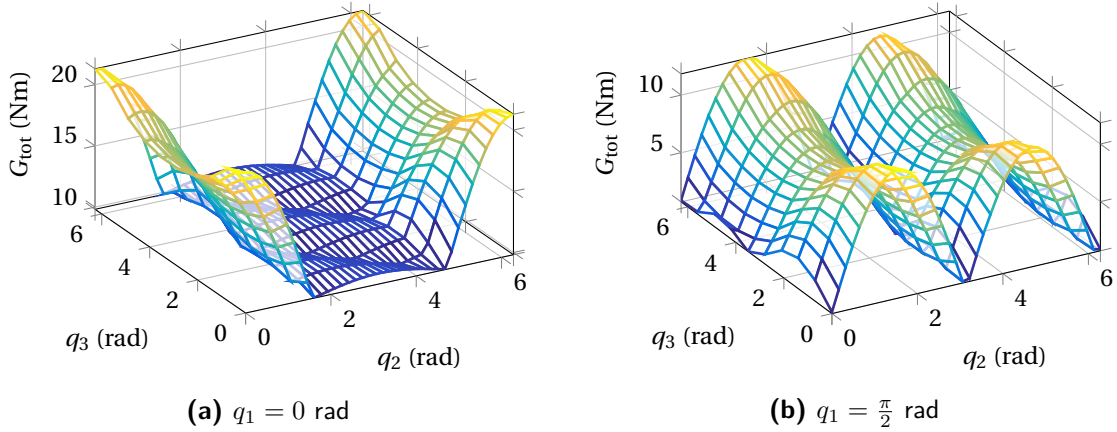 20
15
10
G_tot (Nm)
6
4
2
0
q_3 (rad)
0
2
4
6
q_2 (rad)
(a) q_1 = 0 rad
10
5
G_tot (Nm)
6
4
2
0
q_3 (rad)
0
2
4
6
q_2 (rad)
(b) q_1 = π/2 rad